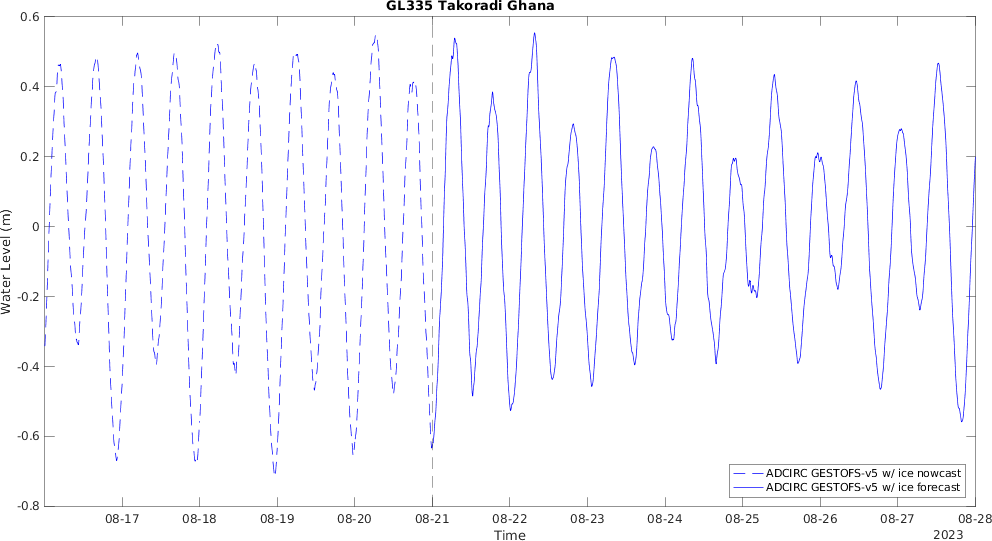 GL335 Takoradi Ghana
0.6
0.4
0.2
0
-0.2
-0.4
-0.6
-0.8
Water Level (m)
ADCIRC GESTOFS-v5 w/ ice nowcast
ADCIRC GESTOFS-v5 w/ ice forecast
08-17 08-18 08-19 08-20 08-21 08-22 08-23 08-24 08-25 08-26 08-27 08-28
Time
2023